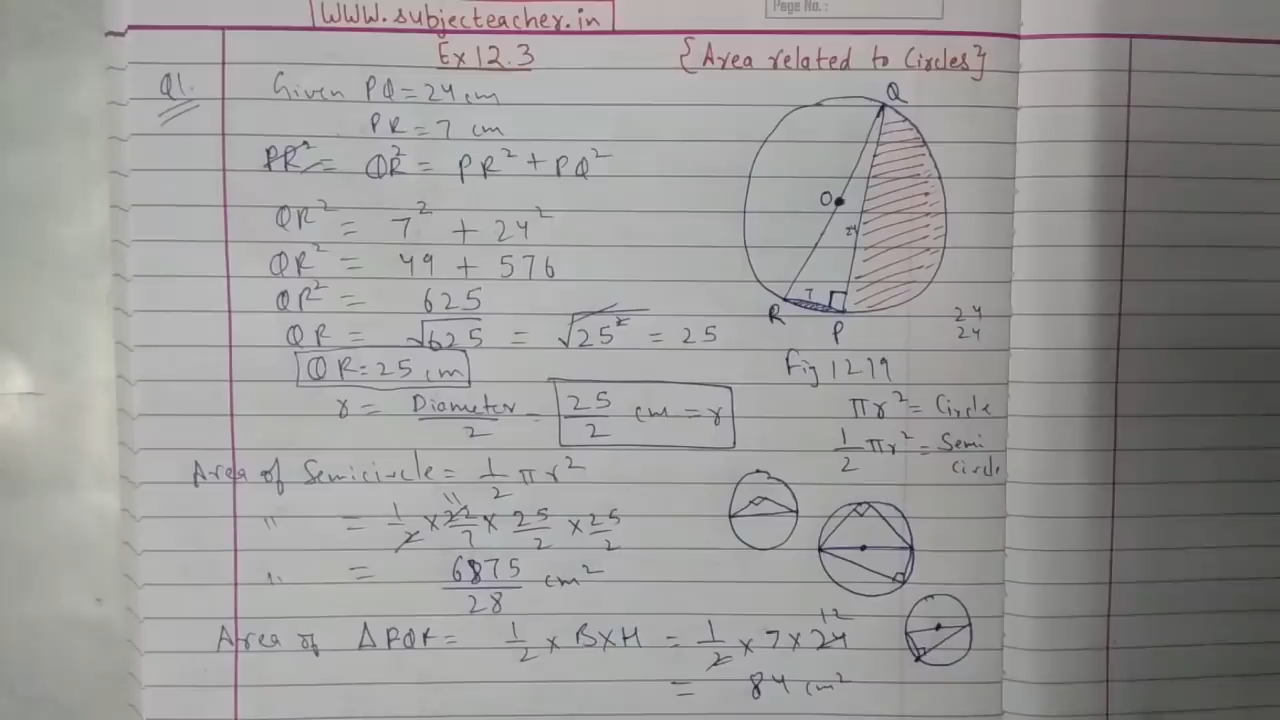 WWW.subjecteacher.in
Page No.:
Ex 12.3
{Area related to Circles}
Q1.
Given PQ = 24 cm
PR = 7 cm
PR² = QR² = PR² + PQ²
QR² = 7² + 24²
QR² = 49 + 576
QR² = 625
QR = √625 = √25² = 25
QR = 25 cm
r = Diameter/2 = 25/2 cm = r
Area of Semicircle = 1/2 πr²
" = 1/2 × 22/7 × 25/2 × 25/2
11
" = 6875/28 cm²
Area of ΔPQR = 1/2 × B×H = 1/2 × 7 × 24
12
= 84 cm²
Q
O
24
7
R
P
24
24
Fig 12.19
πr² = Circle
1/2 πr² = Semi
circle